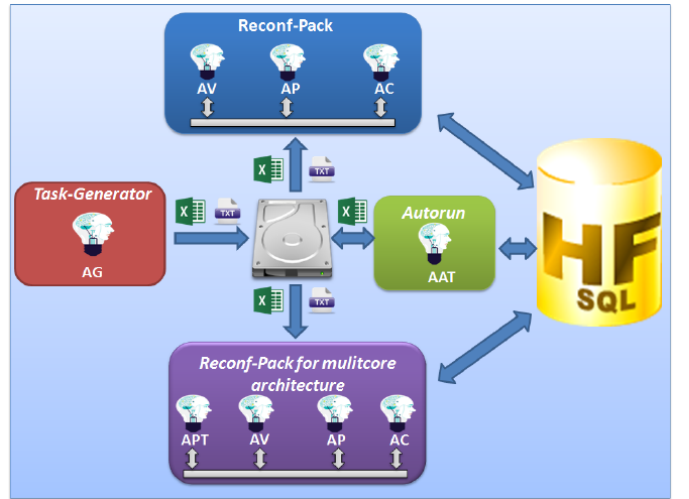 Reconf-Pack
AV AP AC
X TXT
Task-Generator
AG
X TXT
X
Autorun
AAT
HF
SQL
X TXT
Reconf-Pack for mulitcore
architecture
APT AV AP AC